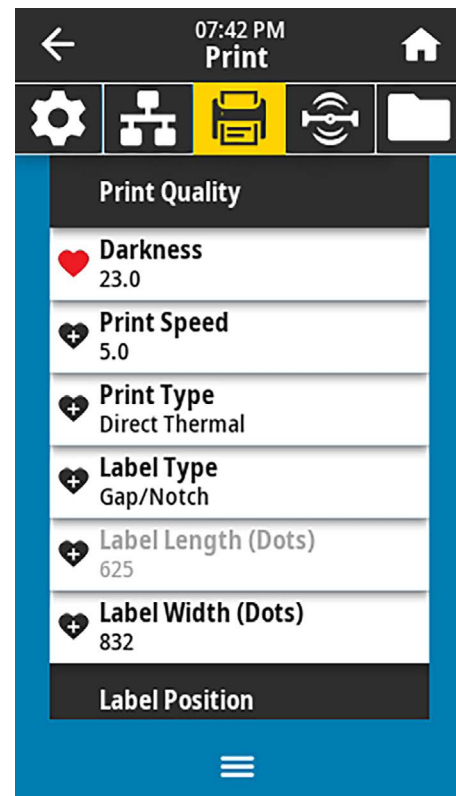 07:42 PM
Print
Print Quality
Darkness
23.0
Print Speed
5.0
Print Type
Direct Thermal
Label Type
Gap/Notch
Label Length (Dots)
625
Label Width (Dots)
832
Label Position